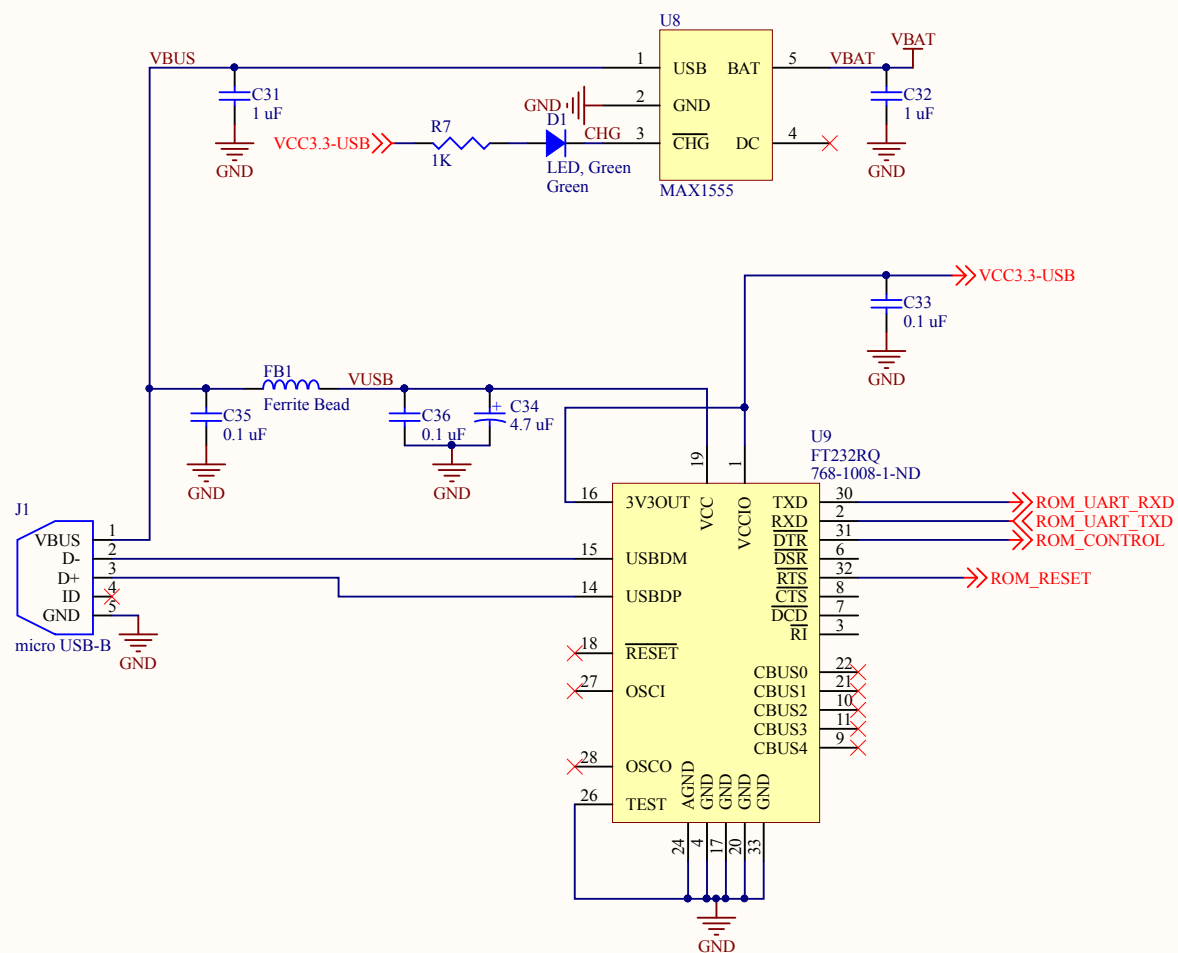 U8
VBUS
1
USB
BAT
5
VBAT
VBAT
C31
1 uF
GND
2
GND
GND
C32
1 uF
GND
VCC3.3-USB
R7
1K
D1
CHG
3
CHG
DC
4
LED, Green
Green
MAX1555
VCC3.3-USB
C33
0.1 uF
GND
FB1
Ferrite Bead
VUSB
C35
0.1 uF
GND
C36
0.1 uF
C34
4.7 uF
GND
U9
FT232RQ
768-1008-1-ND
19
1
VCC
VCCIO
16
3V3OUT
TXD
30
ROM_UART_RXD
RXD
2
ROM_UART_TXD
DTR
31
ROM_CONTROL
DSR
6
RTS
32
ROM_RESET
CTS
8
DCD
7
RI
3
J1
VBUS
1
D-
2
D+
3
ID
4
GND
5
micro USB-B
GND
15
USBDM
14
USBDP
18
RESET
27
OSCI
28
OSCO
26
TEST
CBUS0
22
CBUS1
21
CBUS2
10
CBUS3
11
CBUS4
9
AGND
GND
GND
GND
GND
24
4
17
20
33
GND